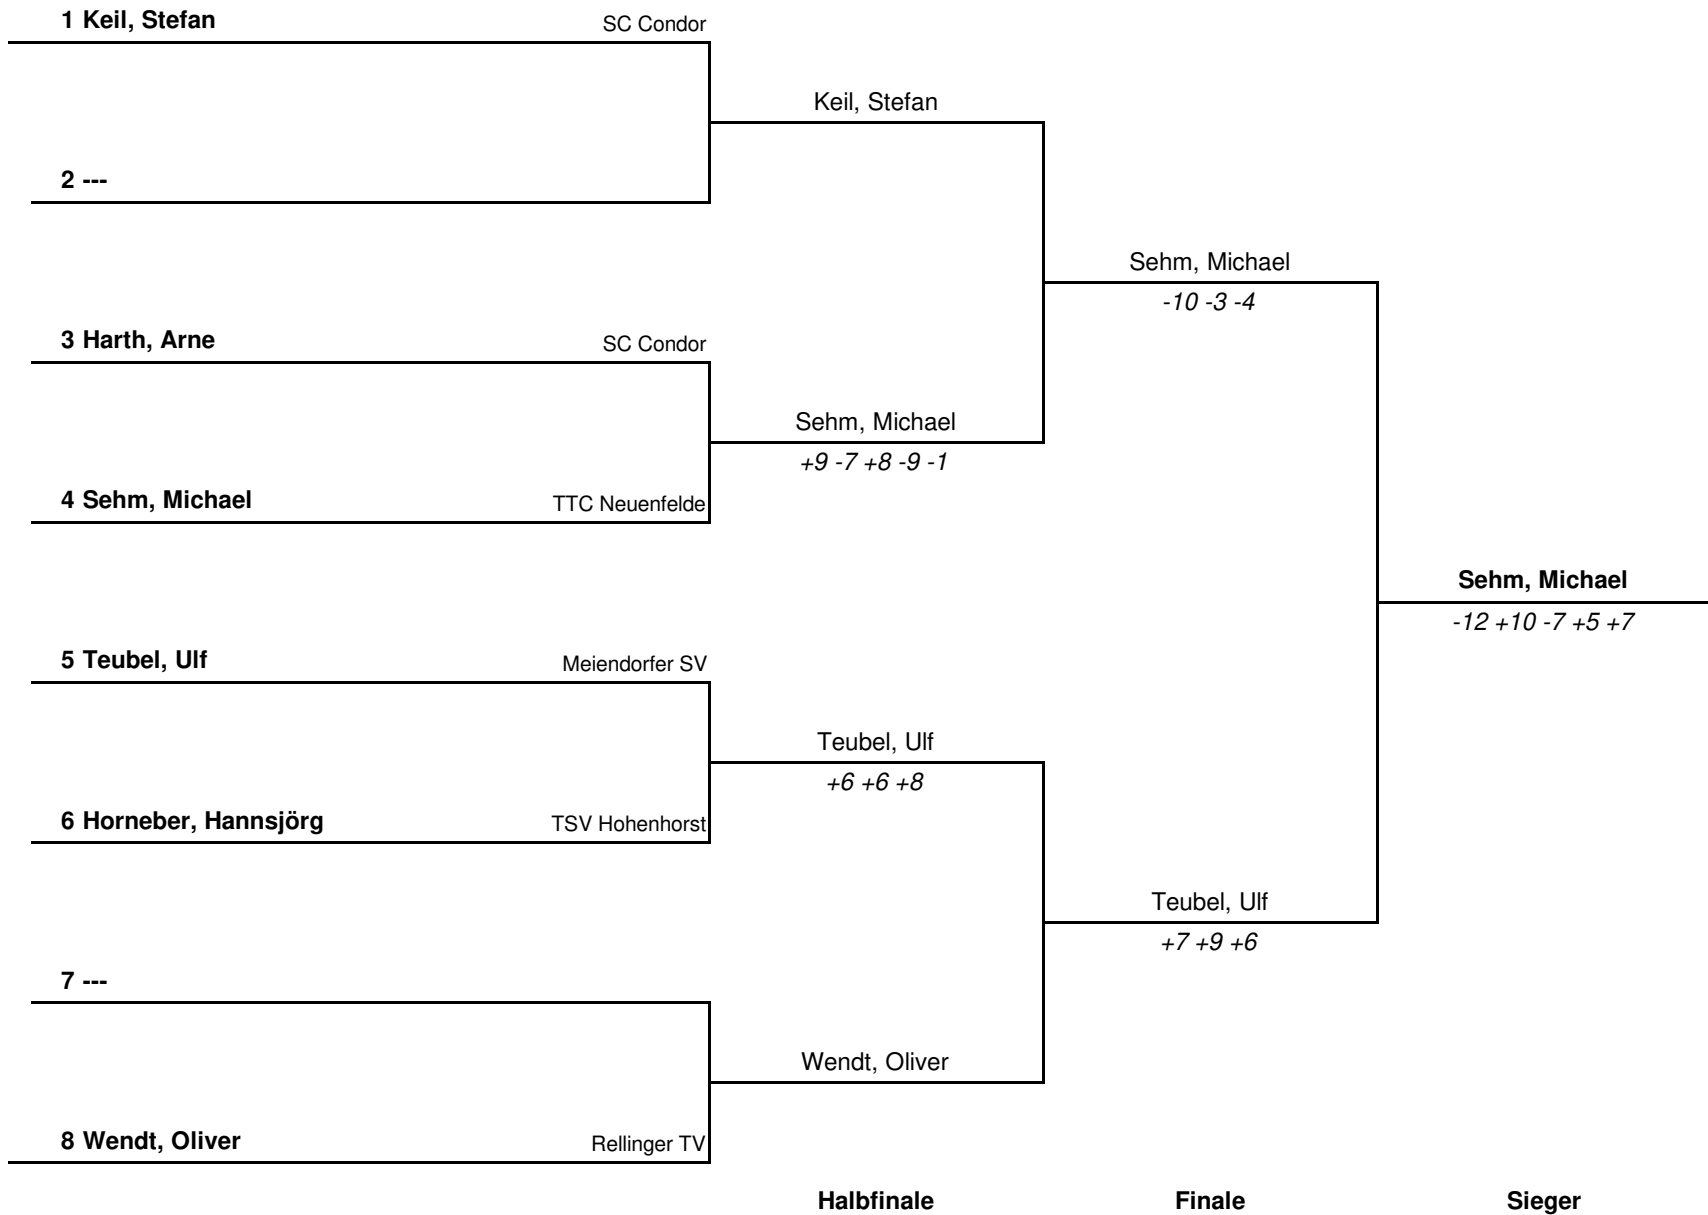 1 Keil, Stefan SC Condor
Keil, Stefan
2 ---
Sehm, Michael
-10 -3 -4
3 Harth, Arne SC Condor
Sehm, Michael
+9 -7 +8 -9 -1
4 Sehm, Michael TTC Neuenfelde
Sehm, Michael
-12 +10 -7 +5 +7
5 Teubel, Ulf Meiendorfer SV
Teubel, Ulf
+6 +6 +8
6 Horneber, Hannsjörg TSV Hohenhorst
Teubel, Ulf
+7 +9 +6
7 ---
Wendt, Oliver
8 Wendt, Oliver Rellinger TV
Halbfinale Finale Sieger